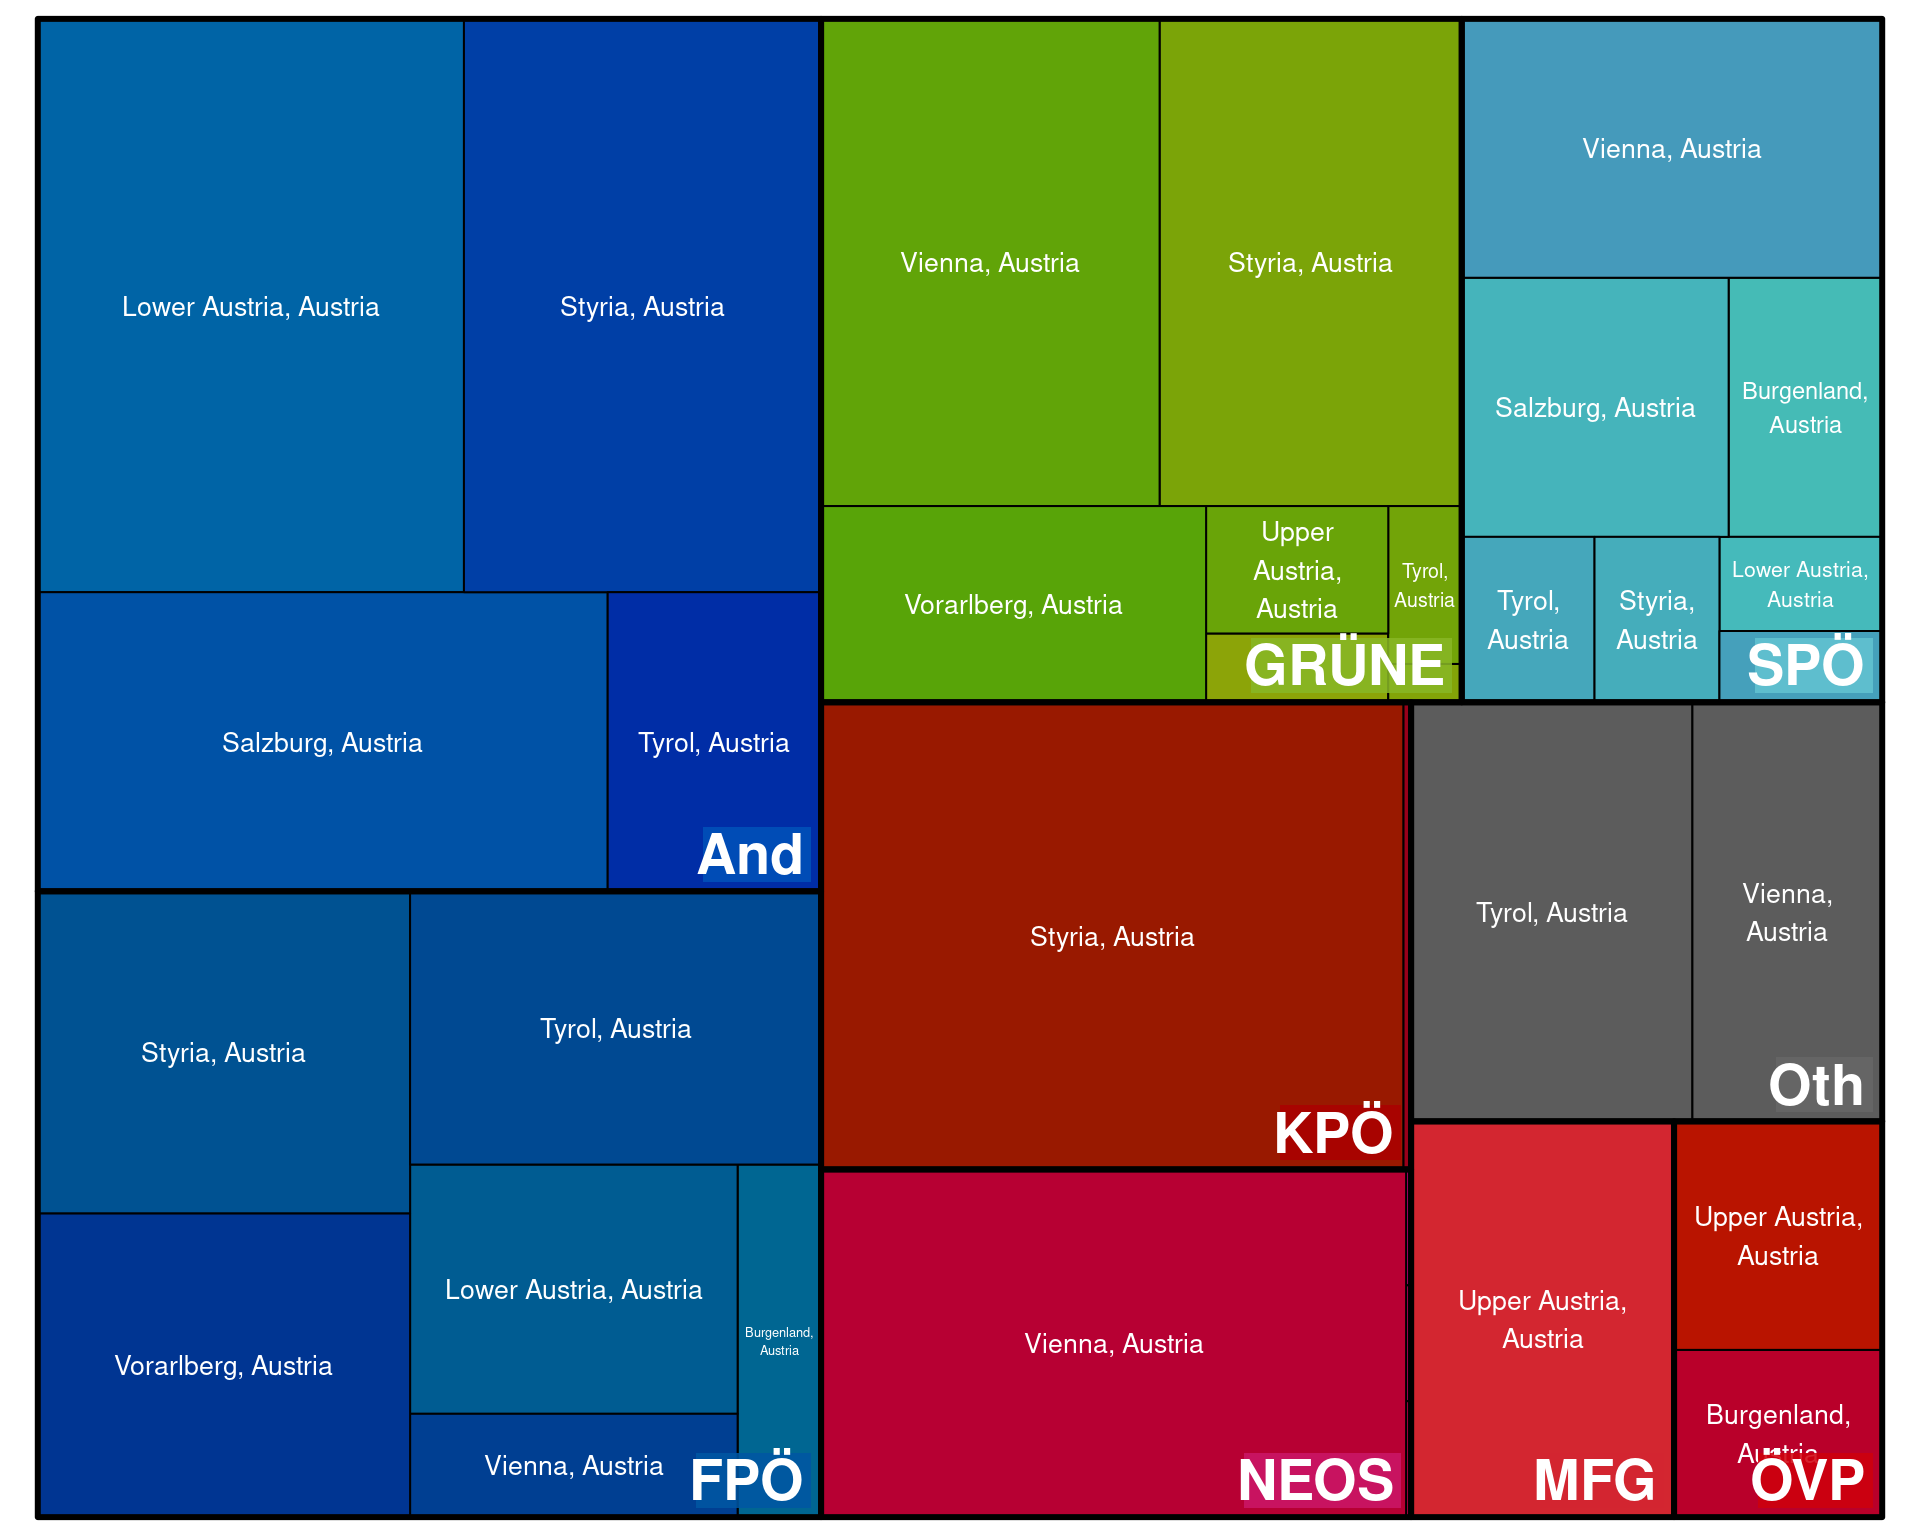 Lower Austria, Austria
Styria, Austria
Salzburg, Austria
Tyrol, Austria
And
Styria, Austria
Tyrol, Austria
Vorarlberg, Austria
Lower Austria, Austria
Burgenland,
Austria
Vienna, Austria
FPÖ
Vienna, Austria
Styria, Austria
Vorarlberg, Austria
Upper
Austria,
Austria
Tyrol,
Austria
GRÜNE
Vienna, Austria
Salzburg, Austria
Burgenland,
Austria
Tyrol,
Austria
Styria,
Austria
Lower Austria,
Austria
SPÖ
Styria, Austria
KPÖ
Tyrol, Austria
Vienna,
Austria
Oth
Vienna, Austria
NEOS
Upper Austria,
Austria
MFG
Upper Austria,
Austria
Burgenland,
Austria
ÖVP